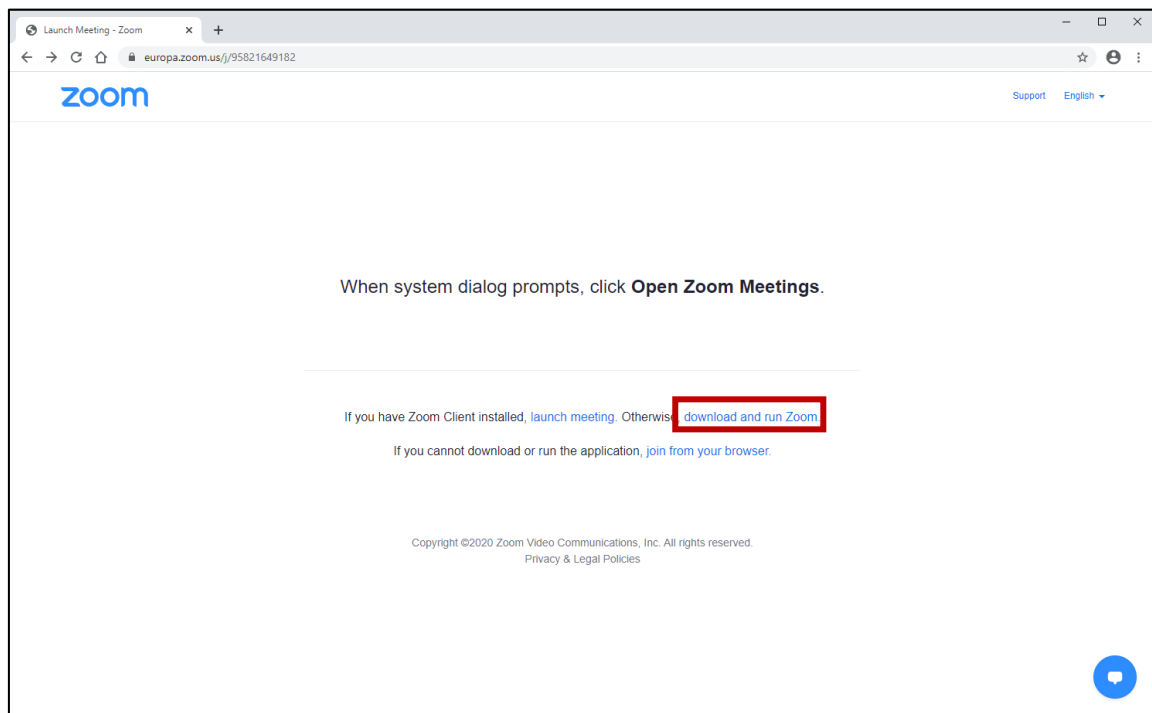 Launch Meeting - Zoom
europa.zoom.us/j/95821649182
zoom
Support English
When system dialog prompts, click Open Zoom Meetings.
If you have Zoom Client installed, launch meeting. Otherwise, download and run Zoom.
If you cannot download or run the application, join from your browser.
Copyright ©2020 Zoom Video Communications, Inc. All rights reserved.
Privacy & Legal Policies